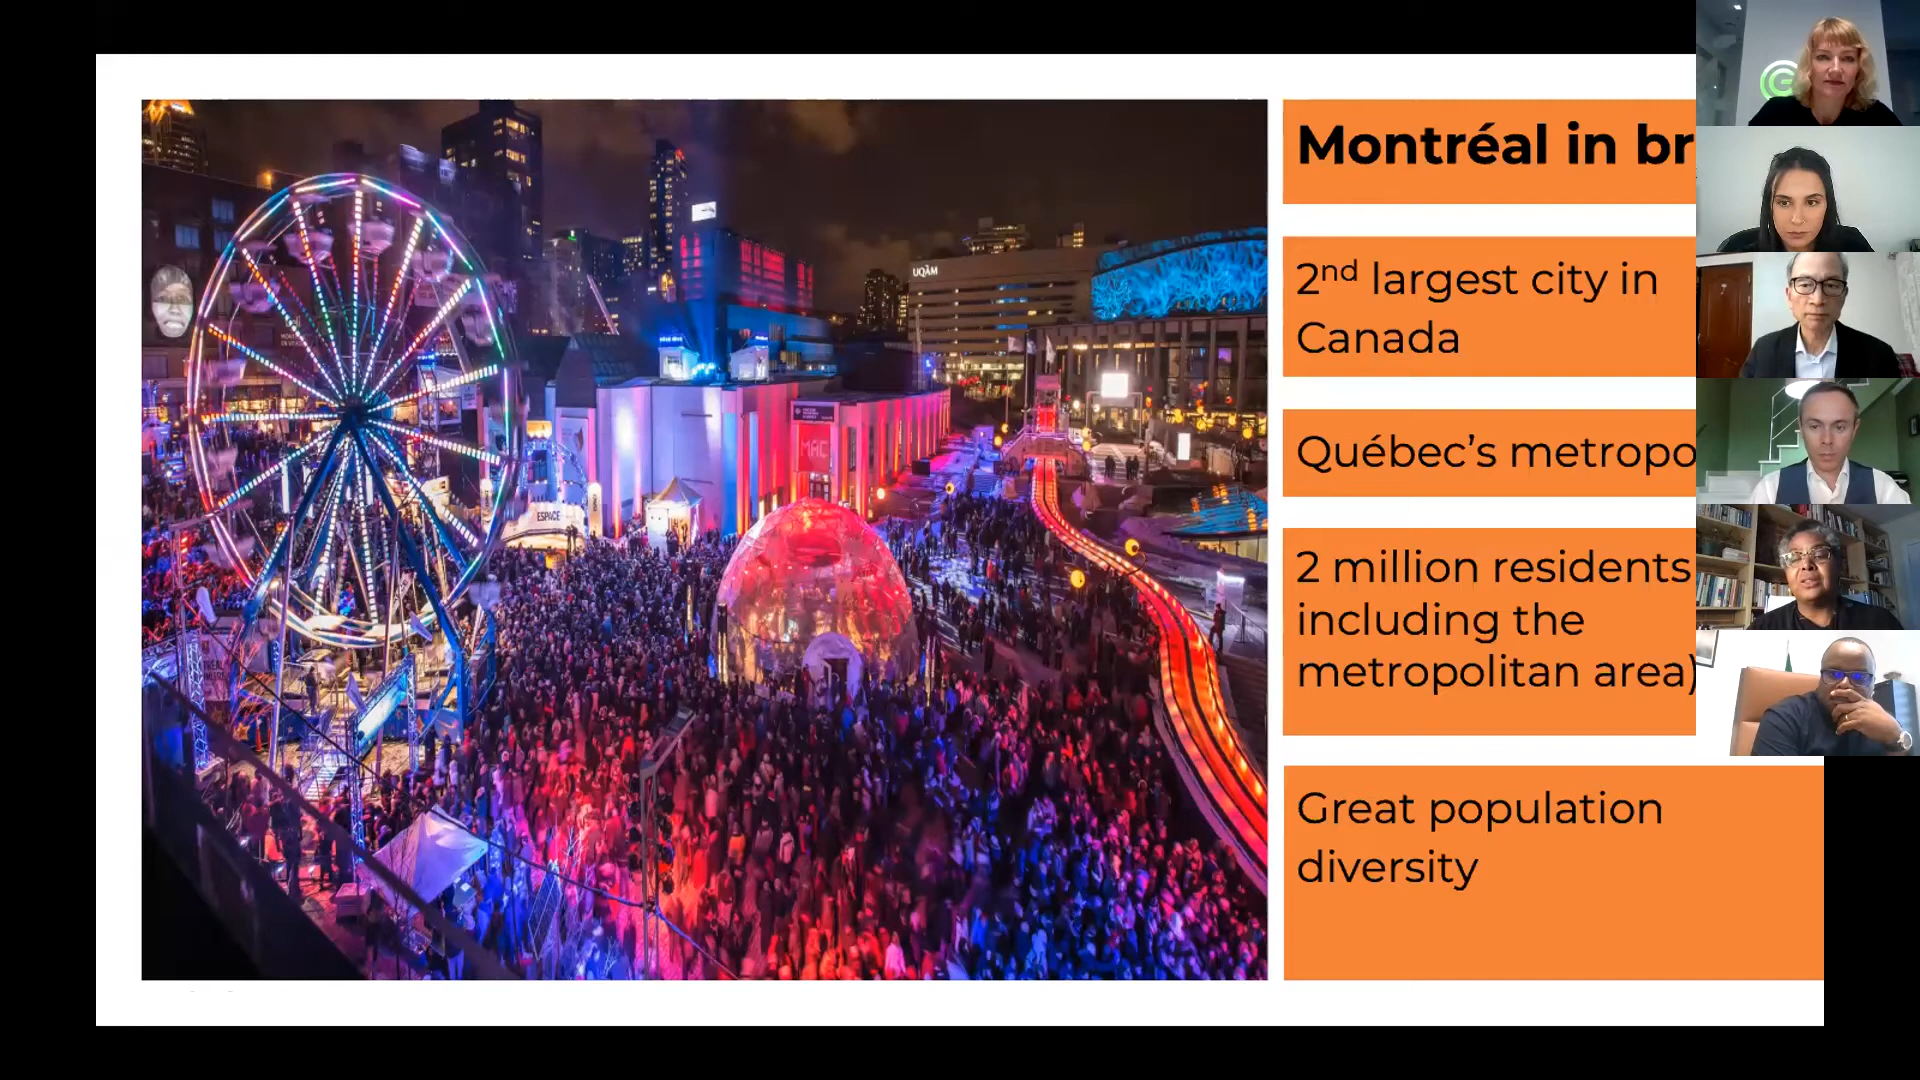 Montréal in br
2nd largest city in
Canada
Québec’s metropo
2 million residents
including the
metropolitan area)
Great population
diversity
UQÀM
MAC
ESPACE